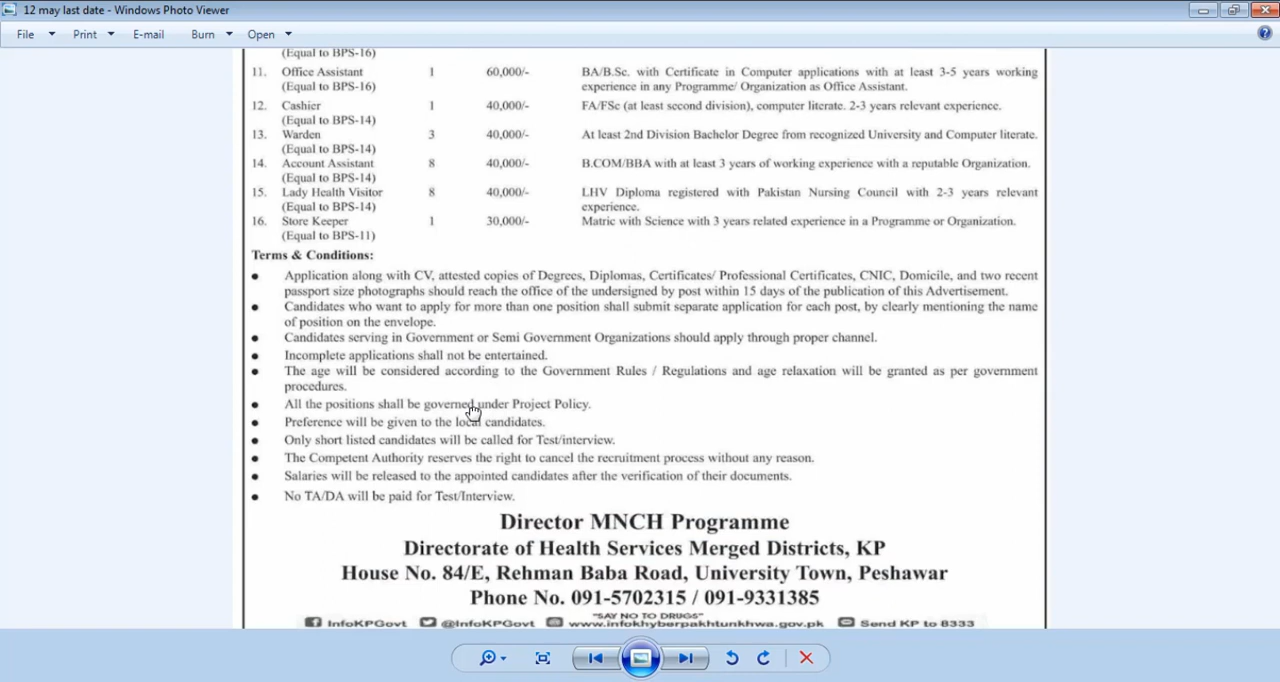 12 may last date - Windows Photo Viewer
File Print E-mail Burn Open
(Equal to BPS-16)
11. Office Assistant 1 60,000/- BA/B.Sc. with Certificate in Computer applications with at least 3-5 years working
(Equal to BPS-16) experience in any Programme/ Organization as Office Assistant.
12. Cashier 1 40,000/- FA/FSc (at least second division), computer literate. 2-3 years relevant experience.
(Equal to BPS-14)
13. Warden 3 40,000/- At least 2nd Division Bachelor Degree from recognized University and Computer literate.
(Equal to BPS-14)
14. Account Assistant 8 40,000/- B.COM/BBA with at least 3 years of working experience with a reputable Organization.
(Equal to BPS-14)
15. Lady Health Visitor 8 40,000/- LHV Diploma registered with Pakistan Nursing Council with 2-3 years relevant
(Equal to BPS-14) experience.
16. Store Keeper 1 30,000/- Matric with Science with 3 years related experience in a Programme or Organization.
(Equal to BPS-11)
Terms & Conditions:
• Application along with CV, attested copies of Degrees, Diplomas, Certificates/ Professional Certificates, CNIC, Domicile, and two recent
passport size photographs should reach the office of the undersigned by post within 15 days of the publication of this Advertisement.
• Candidates who want to apply for more than one position shall submit separate application for each post, by clearly mentioning the name
of position on the envelope.
• Candidates serving in Government or Semi Government Organizations should apply through proper channel.
• Incomplete applications shall not be entertained.
• The age will be considered according to the Government Rules / Regulations and age relaxation will be granted as per government
procedures.
• All the positions shall be governed under Project Policy.
• Preference will be given to the local candidates.
• Only short listed candidates will be called for Test/interview.
• The Competent Authority reserves the right to cancel the recruitment process without any reason.
• Salaries will be released to the appointed candidates after the verification of their documents.
• No TA/DA will be paid for Test/Interview.
Director MNCH Programme
Directorate of Health Services Merged Districts, KP
House No. 84/E, Rehman Baba Road, University Town, Peshawar
Phone No. 091-5702315 / 091-9331385
"SAY NO TO DRUGS"
InfoKPGovt @InfoKPGovt www.infokhyberpakhtunkhwa.gov.pk Send KP to 8333